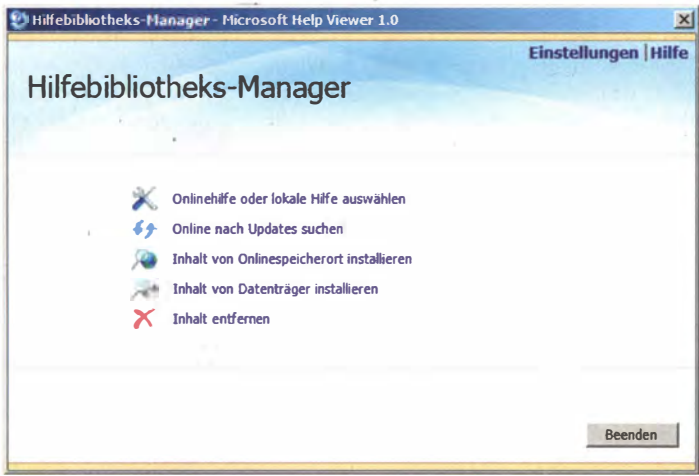 Hilfebibliotheks-Manager - Microsoft Help Viewer 1.0
Einstellungen | Hilfe
Hilfebibliotheks-Manager
Onlinehilfe oder lokale Hilfe auswählen
Online nach Updates suchen
Inhalt von Onlinespeicherort installieren
Inhalt von Datenträger installieren
Inhalt entfernen
Beenden